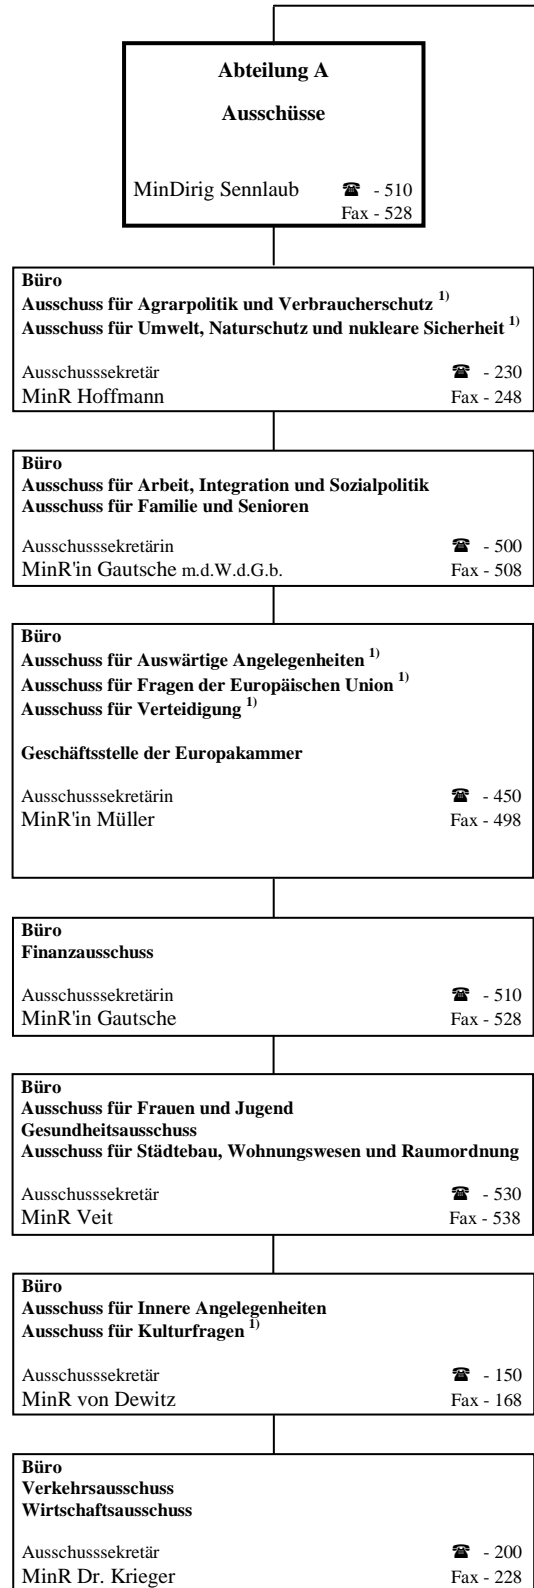 Abteilung A
Ausschüsse
MinDirig Sennlaub ☎ - 510
Fax - 528
Büro
Ausschuss für Agrarpolitik und Verbraucherschutz 1)
Ausschuss für Umwelt, Naturschutz und nukleare Sicherheit 1)
Ausschusssekretär ☎ - 230
MinR Hoffmann Fax - 248
Büro
Ausschuss für Arbeit, Integration und Sozialpolitik
Ausschuss für Familie und Senioren
Ausschusssekretärin ☎ - 500
MinR'in Gautsche m.d.W.d.G.b. Fax - 508
Büro
Ausschuss für Auswärtige Angelegenheiten 1)
Ausschuss für Fragen der Europäischen Union 1)
Ausschuss für Verteidigung 1)
Geschäftsstelle der Europakammer
Ausschusssekretärin ☎ - 450
MinR'in Müller Fax - 498
Büro
Finanzausschuss
Ausschusssekretärin ☎ - 510
MinR'in Gautsche Fax - 528
Büro
Ausschuss für Frauen und Jugend
Gesundheitsausschuss
Ausschuss für Städtebau, Wohnungswesen und Raumordnung
Ausschusssekretär ☎ - 530
MinR Veit Fax - 538
Büro
Ausschuss für Innere Angelegenheiten
Ausschuss für Kulturfragen 1)
Ausschusssekretär ☎ - 150
MinR von Dewitz Fax - 168
Büro
Verkehrsausschuss
Wirtschaftsausschuss
Ausschusssekretär ☎ - 200
MinR Dr. Krieger Fax - 228